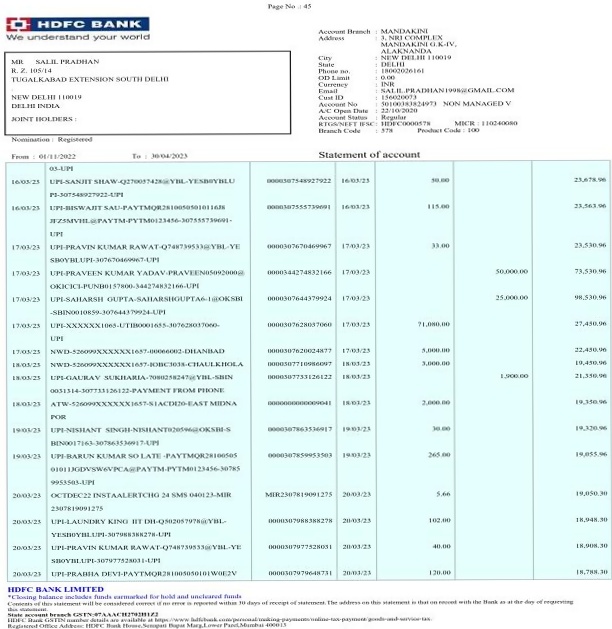 Page No .: 45
HDFC BANK
We understand your world
MR SALIL PRADHAN
R. Z. 105/14
TUGALKABAD EXTENSION SOUTH DELHI
NEW DELHI 110019
DELHI INDIA
JOINT HOLDERS :
Nomination : Registered
Account Branch : MANDAKINI
Address : 3, NRI COMPLEX
MANDAKINI G.K-IV,
ALAKNANDA
City : NEW DELHI 110019
State : DELHI
Phone no. : 18002026161
OD Limit : 0.00
Currency : INR
Email : SALIL.PRADHAN1998@GMAIL.COM
Cust ID : 156020073
Account No : 50100383824973 NON MANAGED V
A/C Open Date : 22/10/2020
Account Status : Regular
RTGS/NEFT IFSC: HDFC0000578 MICR : 110240080
Branch Code : 578 Product Code : 100
From : 01/11/2022 To : 30/04/2023 Statement of account
03-UPI
16/03/23 UPI-SANJIT SHAW-Q270057428@YBL-YESB0YBLU 0000307548927922 16/03/23 50.00 23,678.96
PI-307548927922-UPI
16/03/23 UPI-BISWAJIT SAU-PAYTMQR28100505010116J8 0000307555739691 16/03/23 115.00 23,563.96
JFZ5MVHL@PAYTM-PYTM0123456-307555739691-
UPI
17/03/23 UPI-PRAVIN KUMAR RAWAT-Q748739533@YBL-YE 0000307670469967 17/03/23 33.00 23,530.96
SB0YBLUPI-307670469967-UPI
17/03/23 UPI-PRAVEEN KUMAR YADAV-PRAVEEN05092000@ 0000344274832166 17/03/23 50,000.00 73,530.96
OKICICI-PUNB0157800-344274832166-UPI
17/03/23 UPI-SAHARSH GUPTA-SAHARSHGUPTA6-1@OKSBI 0000307644379924 17/03/23 25,000.00 98,530.96
-SBIN0010859-307644379924-UPI
17/03/23 UPI-XXXXXX1065-UTIB0001655-307628037060- 0000307628037060 17/03/23 71,080.00 27,450.96
UPI
17/03/23 NWD-526099XXXXXX1657-00066002-DHANBAD 0000307620024877 17/03/23 5,000.00 22,450.96
18/03/23 NWD-526099XXXXXX1657-IOBC3038-CHAULKHOLA 0000307710986097 18/03/23 3,000.00 19,450.96
18/03/23 UPI-GAURAV SUKHARIA-7080258247@YBL-SBIN 0000307733126122 18/03/23 1,900.00 21,350.96
0031314-307733126122-PAYMENT FROM PHONE
18/03/23 ATW-526099XXXXXX1657-S1ACDI20-EAST MIDNA 0000000000009041 18/03/23 2,000.00 19,350.96
POR
19/03/23 UPI-NISHANT SINGH-NISHANT020596@OKSBI-S 0000307863536917 19/03/23 30.00 19,320.96
BIN0017163-307863536917-UPI
19/03/23 UPI-BARUN KUMAR SO LATE -PAYTMQR28100505 0000307859953503 19/03/23 265.00 19,055.96
01011JGDVSW6VPCA@PAYTM-PYTM0123456-30785
9953503-UPI
20/03/23 OCTDEC22 INSTAALERTCHG 24 SMS 040123-MIR MIR2307819091275 20/03/23 5.66 19,050.30
2307819091275
20/03/23 UPI-LAUNDRY KING IIT DH-Q502057978@YBL- 0000307988388278 20/03/23 102.00 18,948.30
YESB0YBLUPI-307988388278-UPI
20/03/23 UPI-PRAVIN KUMAR RAWAT-Q748739533@YBL-YE 0000307977528031 20/03/23 40.00 18,908.30
SB0YBLUPI-307977528031-UPI
20/03/23 UPI-PRABHA DEVI-PAYTMQR281005050101W0E2V 0000307979648731 20/03/23 120.00 18,788.30
HDFC BANK LIMITED
*Closing balance includes funds earmarked for hold and uncleared funds
Contents of this statement will be considered correct if no error is reported within 30 days of receipt of statement.The address on this statement is that on record with the Bank as at the day of requesting
this statement.
State account branch GSTN:07AAACH2702H1Z2
HDFC Bank GSTIN number details are available at https://www.hdfcbank.com/personal/making-payments/online-tax-payment/goods-and-service-tax.
Registered Office Address: HDFC Bank House,Senapati Bapat Marg,Lower Parel,Mumbai 400013